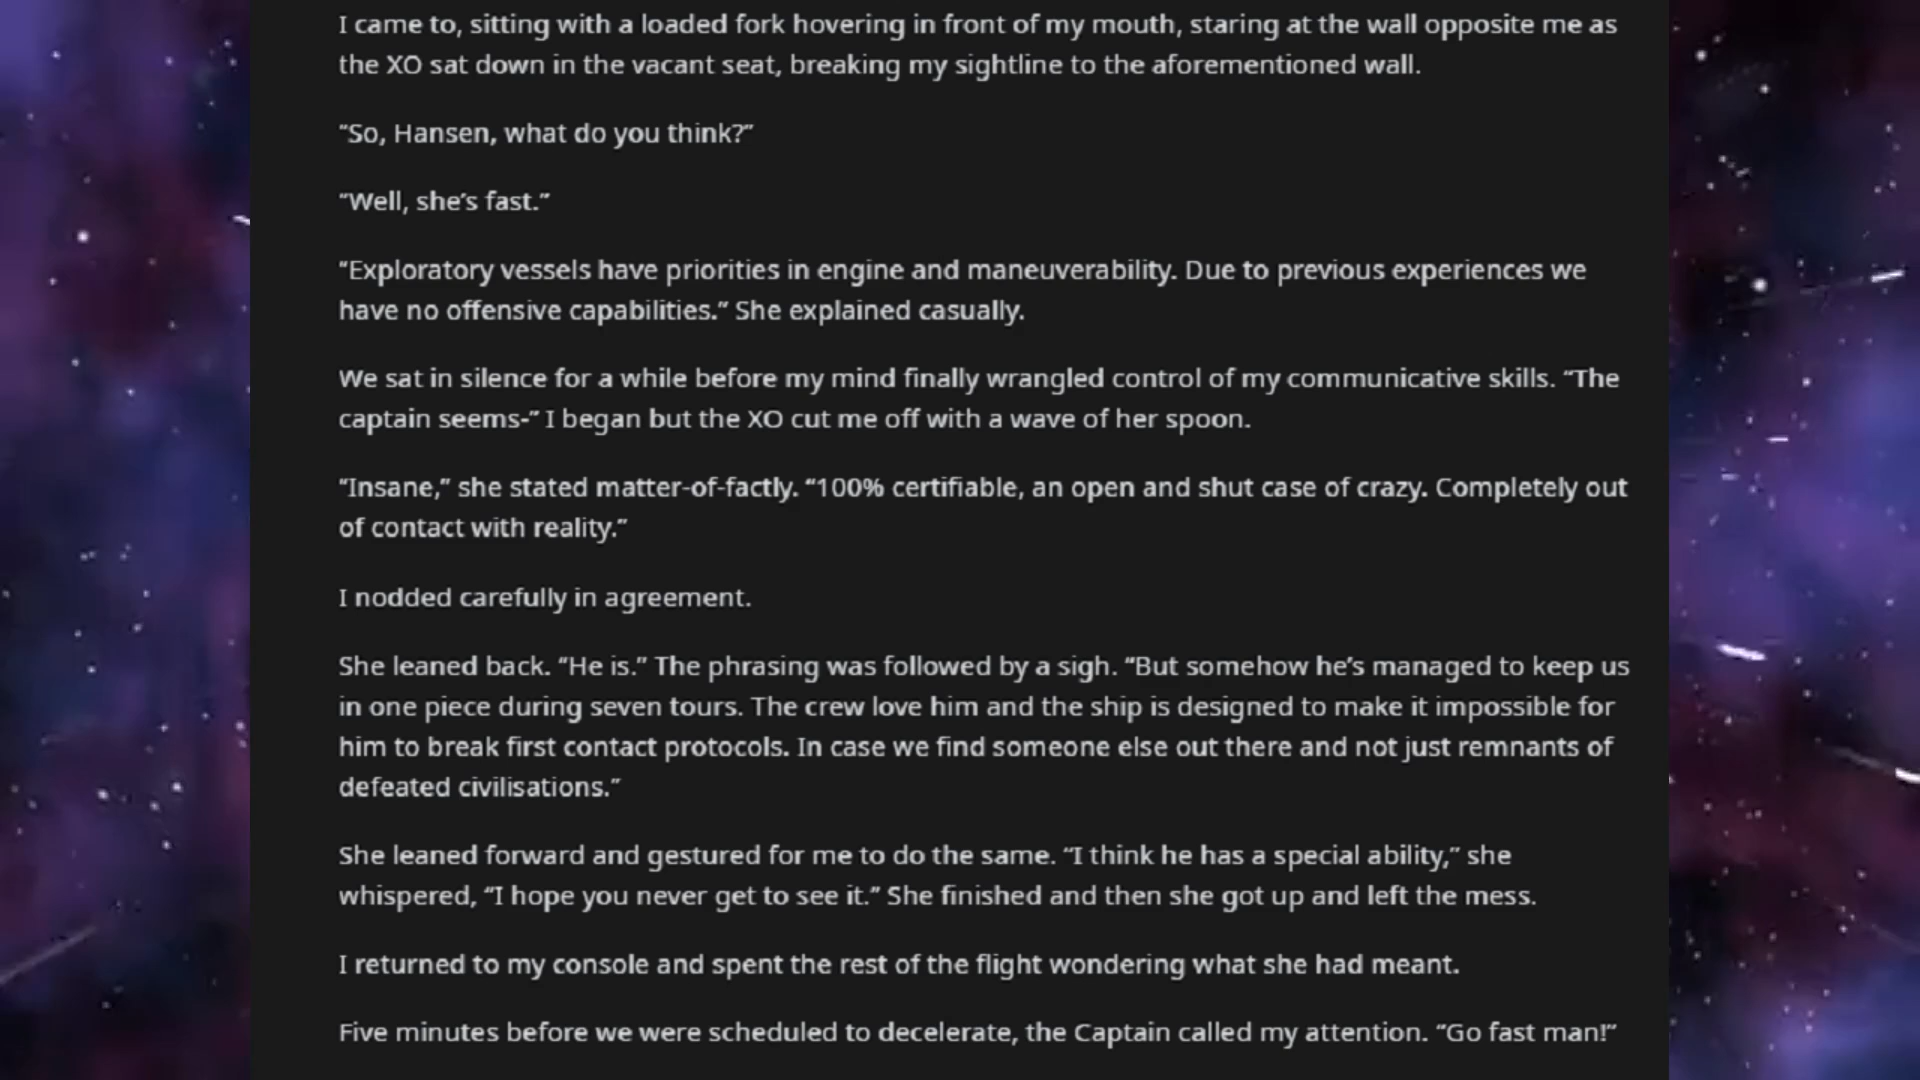 I came to, sitting with a loaded fork hovering in front of my mouth, staring at the wall opposite me as
the XO sat down in the vacant seat, breaking my sightline to the aforementioned wall.
“So, Hansen, what do you think?”
“Well, she’s fast.”
“Exploratory vessels have priorities in engine and maneuverability. Due to previous experiences we
have no offensive capabilities.” She explained casually.
We sat in silence for a while before my mind finally wrangled control of my communicative skills. “The
captain seems-” I began but the XO cut me off with a wave of her spoon.
“Insane,” she stated matter-of-factly. “100% certifiable, an open and shut case of crazy. Completely out
of contact with reality.”
I nodded carefully in agreement.
She leaned back. “He is.” The phrasing was followed by a sigh. “But somehow he’s managed to keep us
in one piece during seven tours. The crew love him and the ship is designed to make it impossible for
him to break first contact protocols. In case we find someone else out there and not just remnants of
defeated civilisations.”
She leaned forward and gestured for me to do the same. “I think he has a special ability,” she
whispered, “I hope you never get to see it.” She finished and then she got up and left the mess.
I returned to my console and spent the rest of the flight wondering what she had meant.
Five minutes before we were scheduled to decelerate, the Captain called my attention. “Go fast man!”